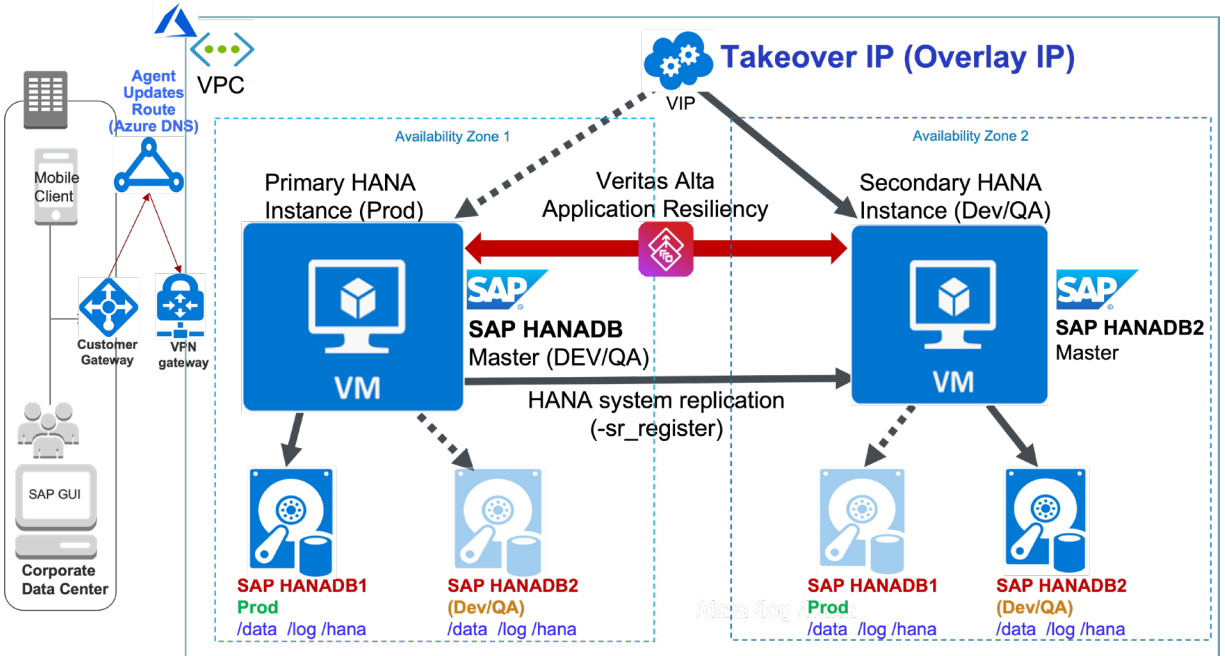 Takeover IP (Overlay IP)
VIP
VPC
Agent
Updates
Route
(Azure DNS)
Mobile
Client
Customer
Gateway
VPN
gateway
SAP GUI
Corporate
Data Center
Availability Zone 1
Availability Zone 2
Primary HANA
Instance (Prod)
Veritas Alta
Application Resiliency
Secondary HANA
Instance (Dev/QA)
VM
SAP
SAP HANADB
Master (DEV/QA)
HANA system replication
(-sr_register)
VM
SAP
SAP HANADB2
Master
SAP HANADB1
Prod
/data /log /hana
SAP HANADB2
(Dev/QA)
/data /log /hana
/data /log /hana
SAP HANADB1
Prod
/data /log /hana
SAP HANADB2
(Dev/QA)
/data /log /hana